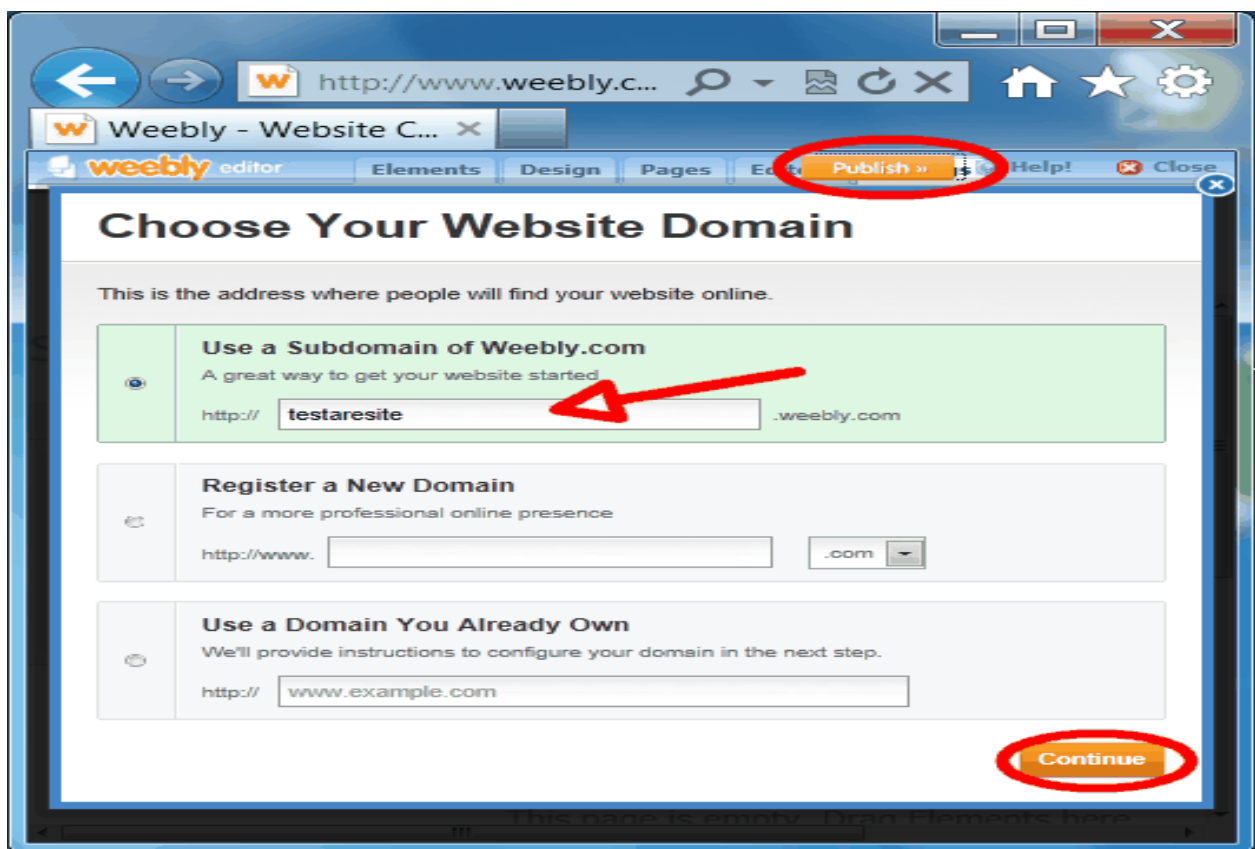 http://www.weebly.c...
Weebly - Website C...
weebly editor Elements Design Pages Publish » Help! Close
Choose Your Website Domain
This is the address where people will find your website online.
Use a Subdomain of Weebly.com
A great way to get your website started
http:// testaresite .weebly.com
Register a New Domain
For a more professional online presence
http://www. .com
Use a Domain You Already Own
We'll provide instructions to configure your domain in the next step.
http:// www.example.com
Continue
This page is empty. Drag Elements here